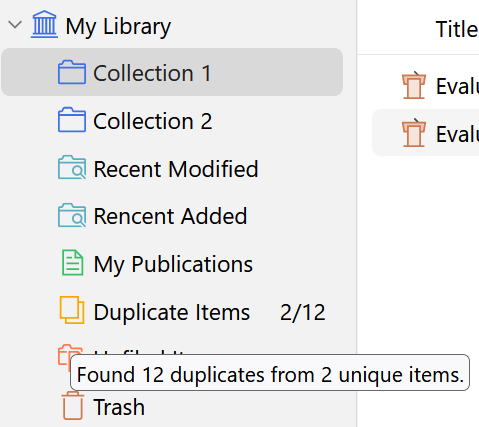 My Library
Title
Collection 1
Evalu
Collection 2
Evalu
Recent Modified
Rencent Added
My Publications
Duplicate Items 2/12
Found 12 duplicates from 2 unique items.
Trash